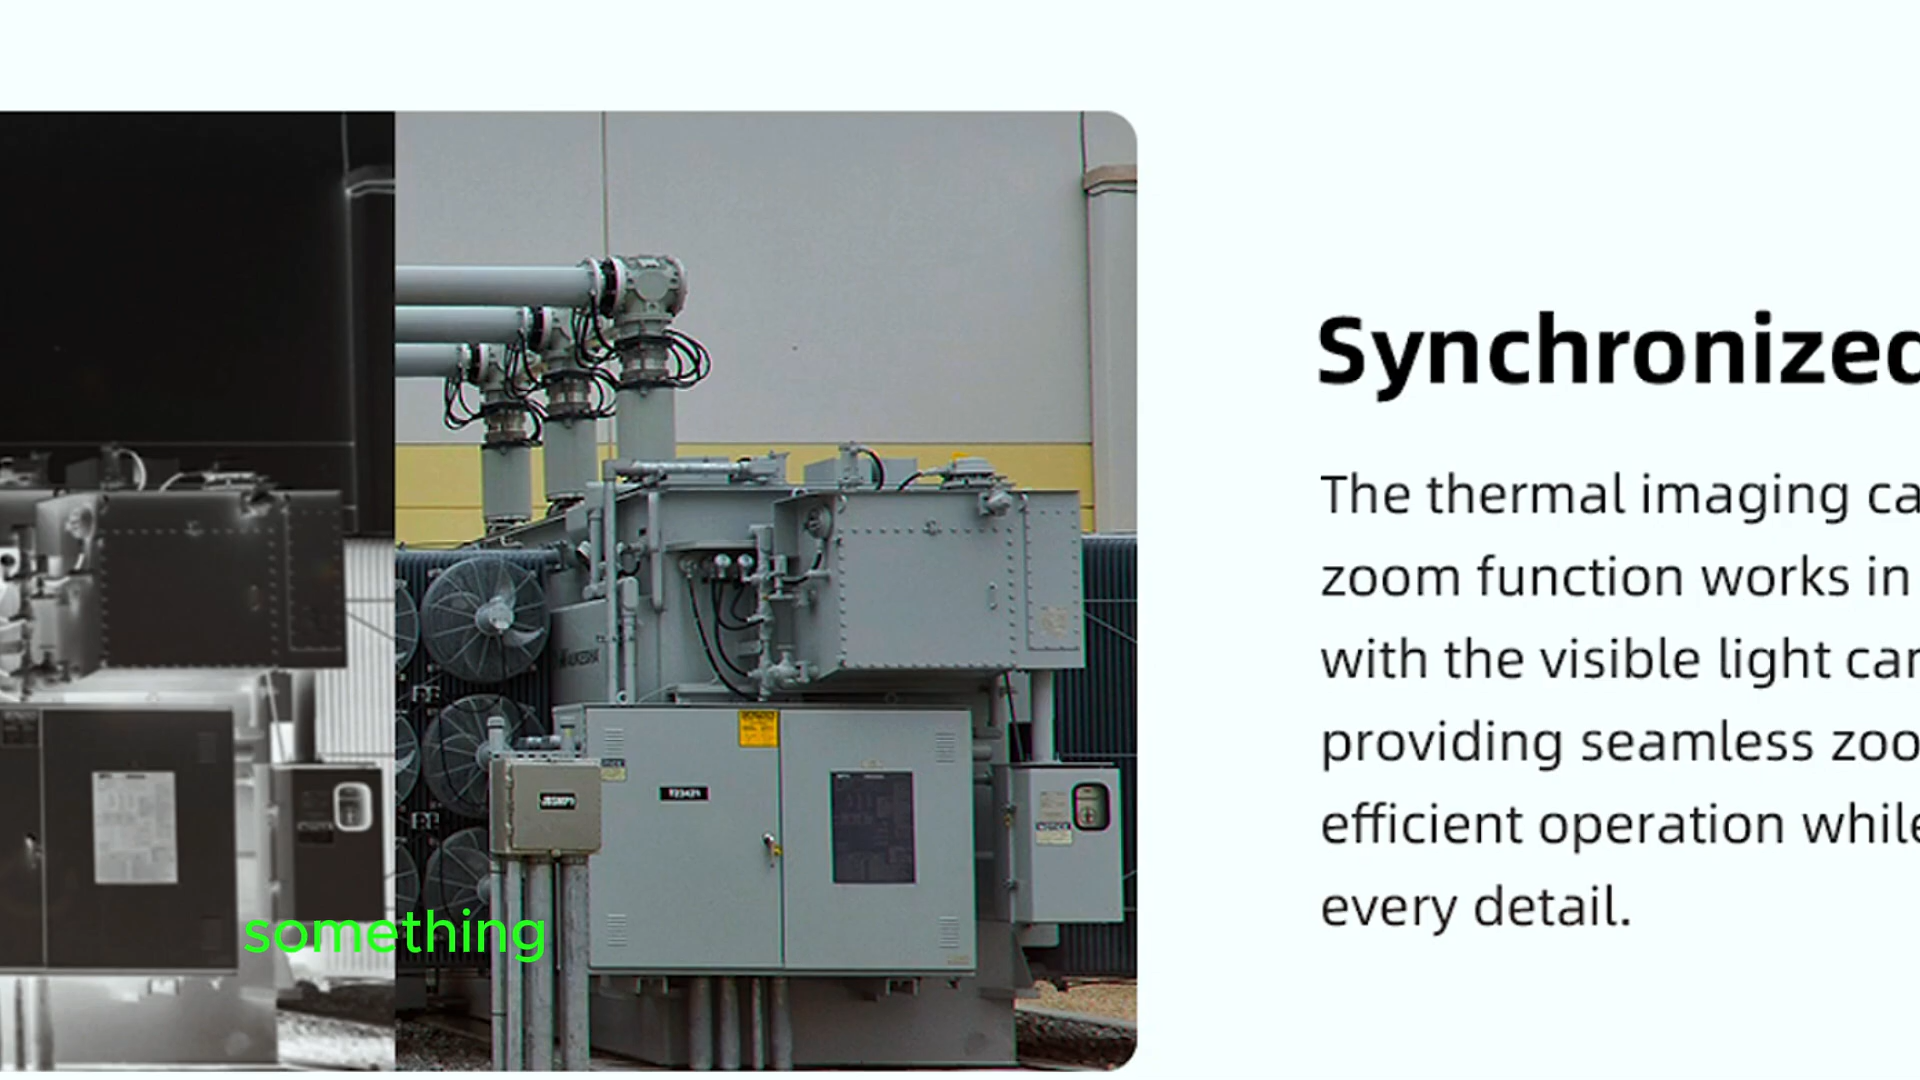 Synchronized
The thermal imaging ca
zoom function works in
with the visible light car
providing seamless zoo
efficient operation while
every detail.
something